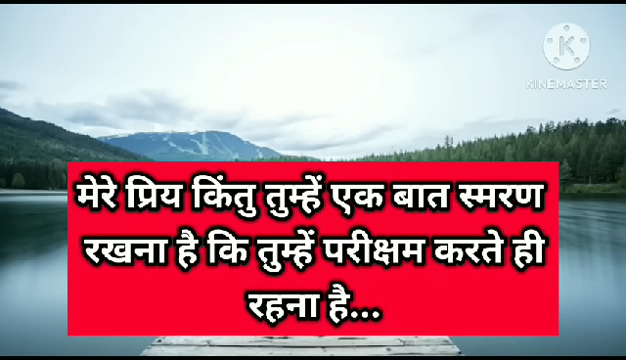 KINEMASTER
मेरे प्रिय किंतु तुम्हें एक बात स्मरण
रखना है कि तुम्हें परीक्षम करते ही
रहना है...